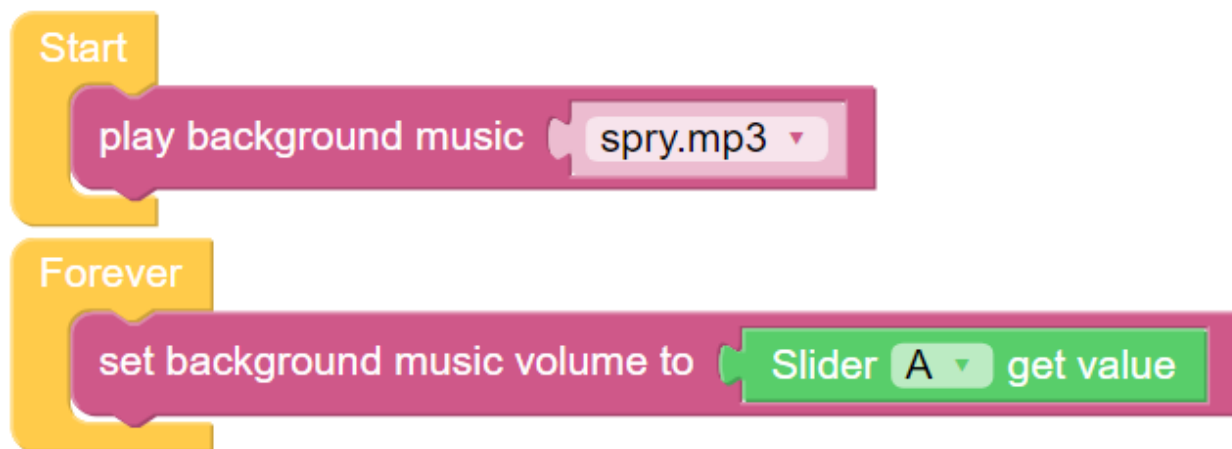 Start
play background music spry.mp3
Forever
set background music volume to Slider A get value